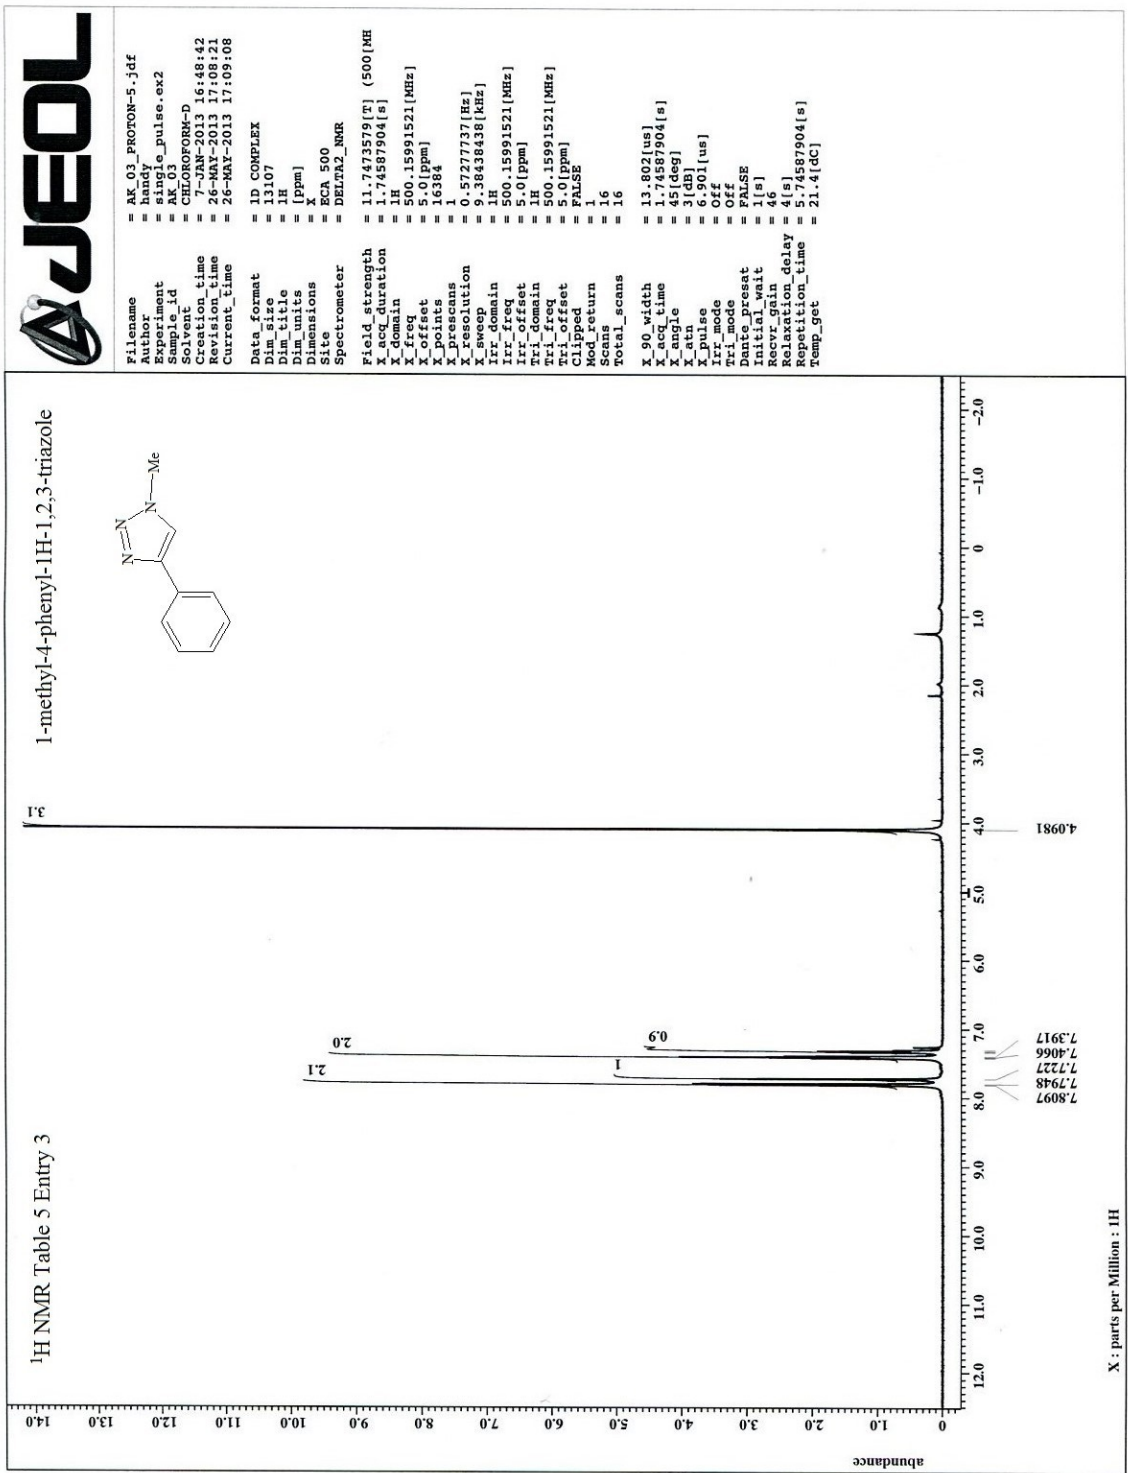 JEOL
Filename = AK_03_PROTON-5.jdf
Author = handy
Experiment = single_pulse.ex2
Sample_id = AK_03
Solvent = CHLOROFORM-D
Creation_time = 7-JAN-2013 16:48:42
Revision_time = 26-MAY-2013 17:08:21
Current_time = 26-MAY-2013 17:09:08
Data_format = 1D COMPLEX
Dim_size = 13107
Dim_title = 1H
Dim_units = [ppm]
Dimensions = X
Site = ECA 500
Spectrometer = DELTA2_NMR
Field_strength = 11.7473579[T] (500[MH
X_acq_duration = 1.74587904[s]
X_domain = 1H
X_freq = 500.15991521[MHz]
X_offset = 5.0[ppm]
X_points = 16384
X_prescans = 1
X_resolution = 0.57277737[Hz]
X_sweep = 9.38438438[kHz]
Irr_domain = 1H
Irr_freq = 500.15991521[MHz]
Irr_offset = 5.0[ppm]
Tri_domain = 1H
Tri_freq = 500.15991521[MHz]
Tri_offset = 5.0[ppm]
Clipped = FALSE
Mod_return = 1
Scans = 16
Total_scans = 16
X_90_width = 13.802[us]
X_acq_time = 1.74587904[s]
X_angle = 45[deg]
X_atn = 3[dB]
X_pulse = 6.901[us]
Irr_mode = Off
Tri_mode = Off
Dante_presat = FALSE
Initial_wait = 1[s]
Recvr_gain = 46
Relaxation_delay = 4[s]
Repetition_time = 5.74587904[s]
Temp_get = 21.4[dC]
¹H NMR Table 5 Entry 3
1-methyl-4-phenyl-1H-1,2,3-triazole
N
N
N
Me
abundance
14.0
13.0
12.0
11.0
10.0
9.0
8.0
7.0
6.0
5.0
4.0
3.0
2.0
1.0
0
2.1
1
2.0
0.9
3.1
12.0 11.0 10.0 9.0 8.0 7.0 6.0 5.0 4.0 3.0 2.0 1.0 0 -1.0 -2.0
7.8097
7.7948
7.7227
7.4066
7.3917
4.0981
X : parts per Million : 1H